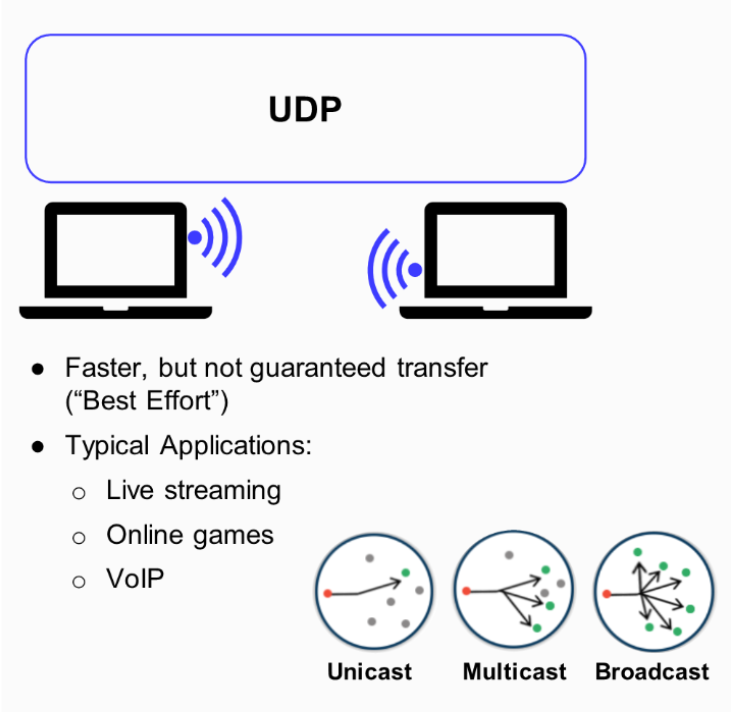 UDP
● Faster, but not guaranteed transfer
(“Best Effort”)
● Typical Applications:
o Live streaming
o Online games
o VoIP
Unicast
Multicast
Broadcast